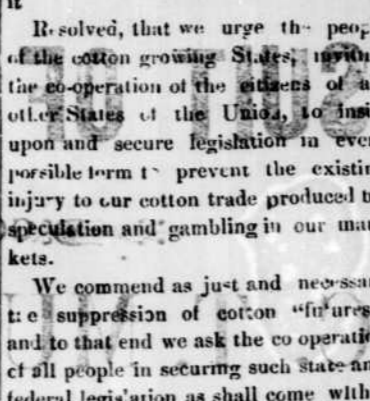 it
Resolved, that we urge the peop
of the cotton growing States, inviti
the co-operation of the citizens of a
other States of the Union, to insi
upon and secure legislation in ever
possible form to prevent the existin
injury to our cotton trade produced b
speculation and gambling in our mar
kets.
We commend as just and necessar
the suppression of cotton "futures
and to that end we ask the co operatio
of all people in securing such state an
federal legislation as shall come with